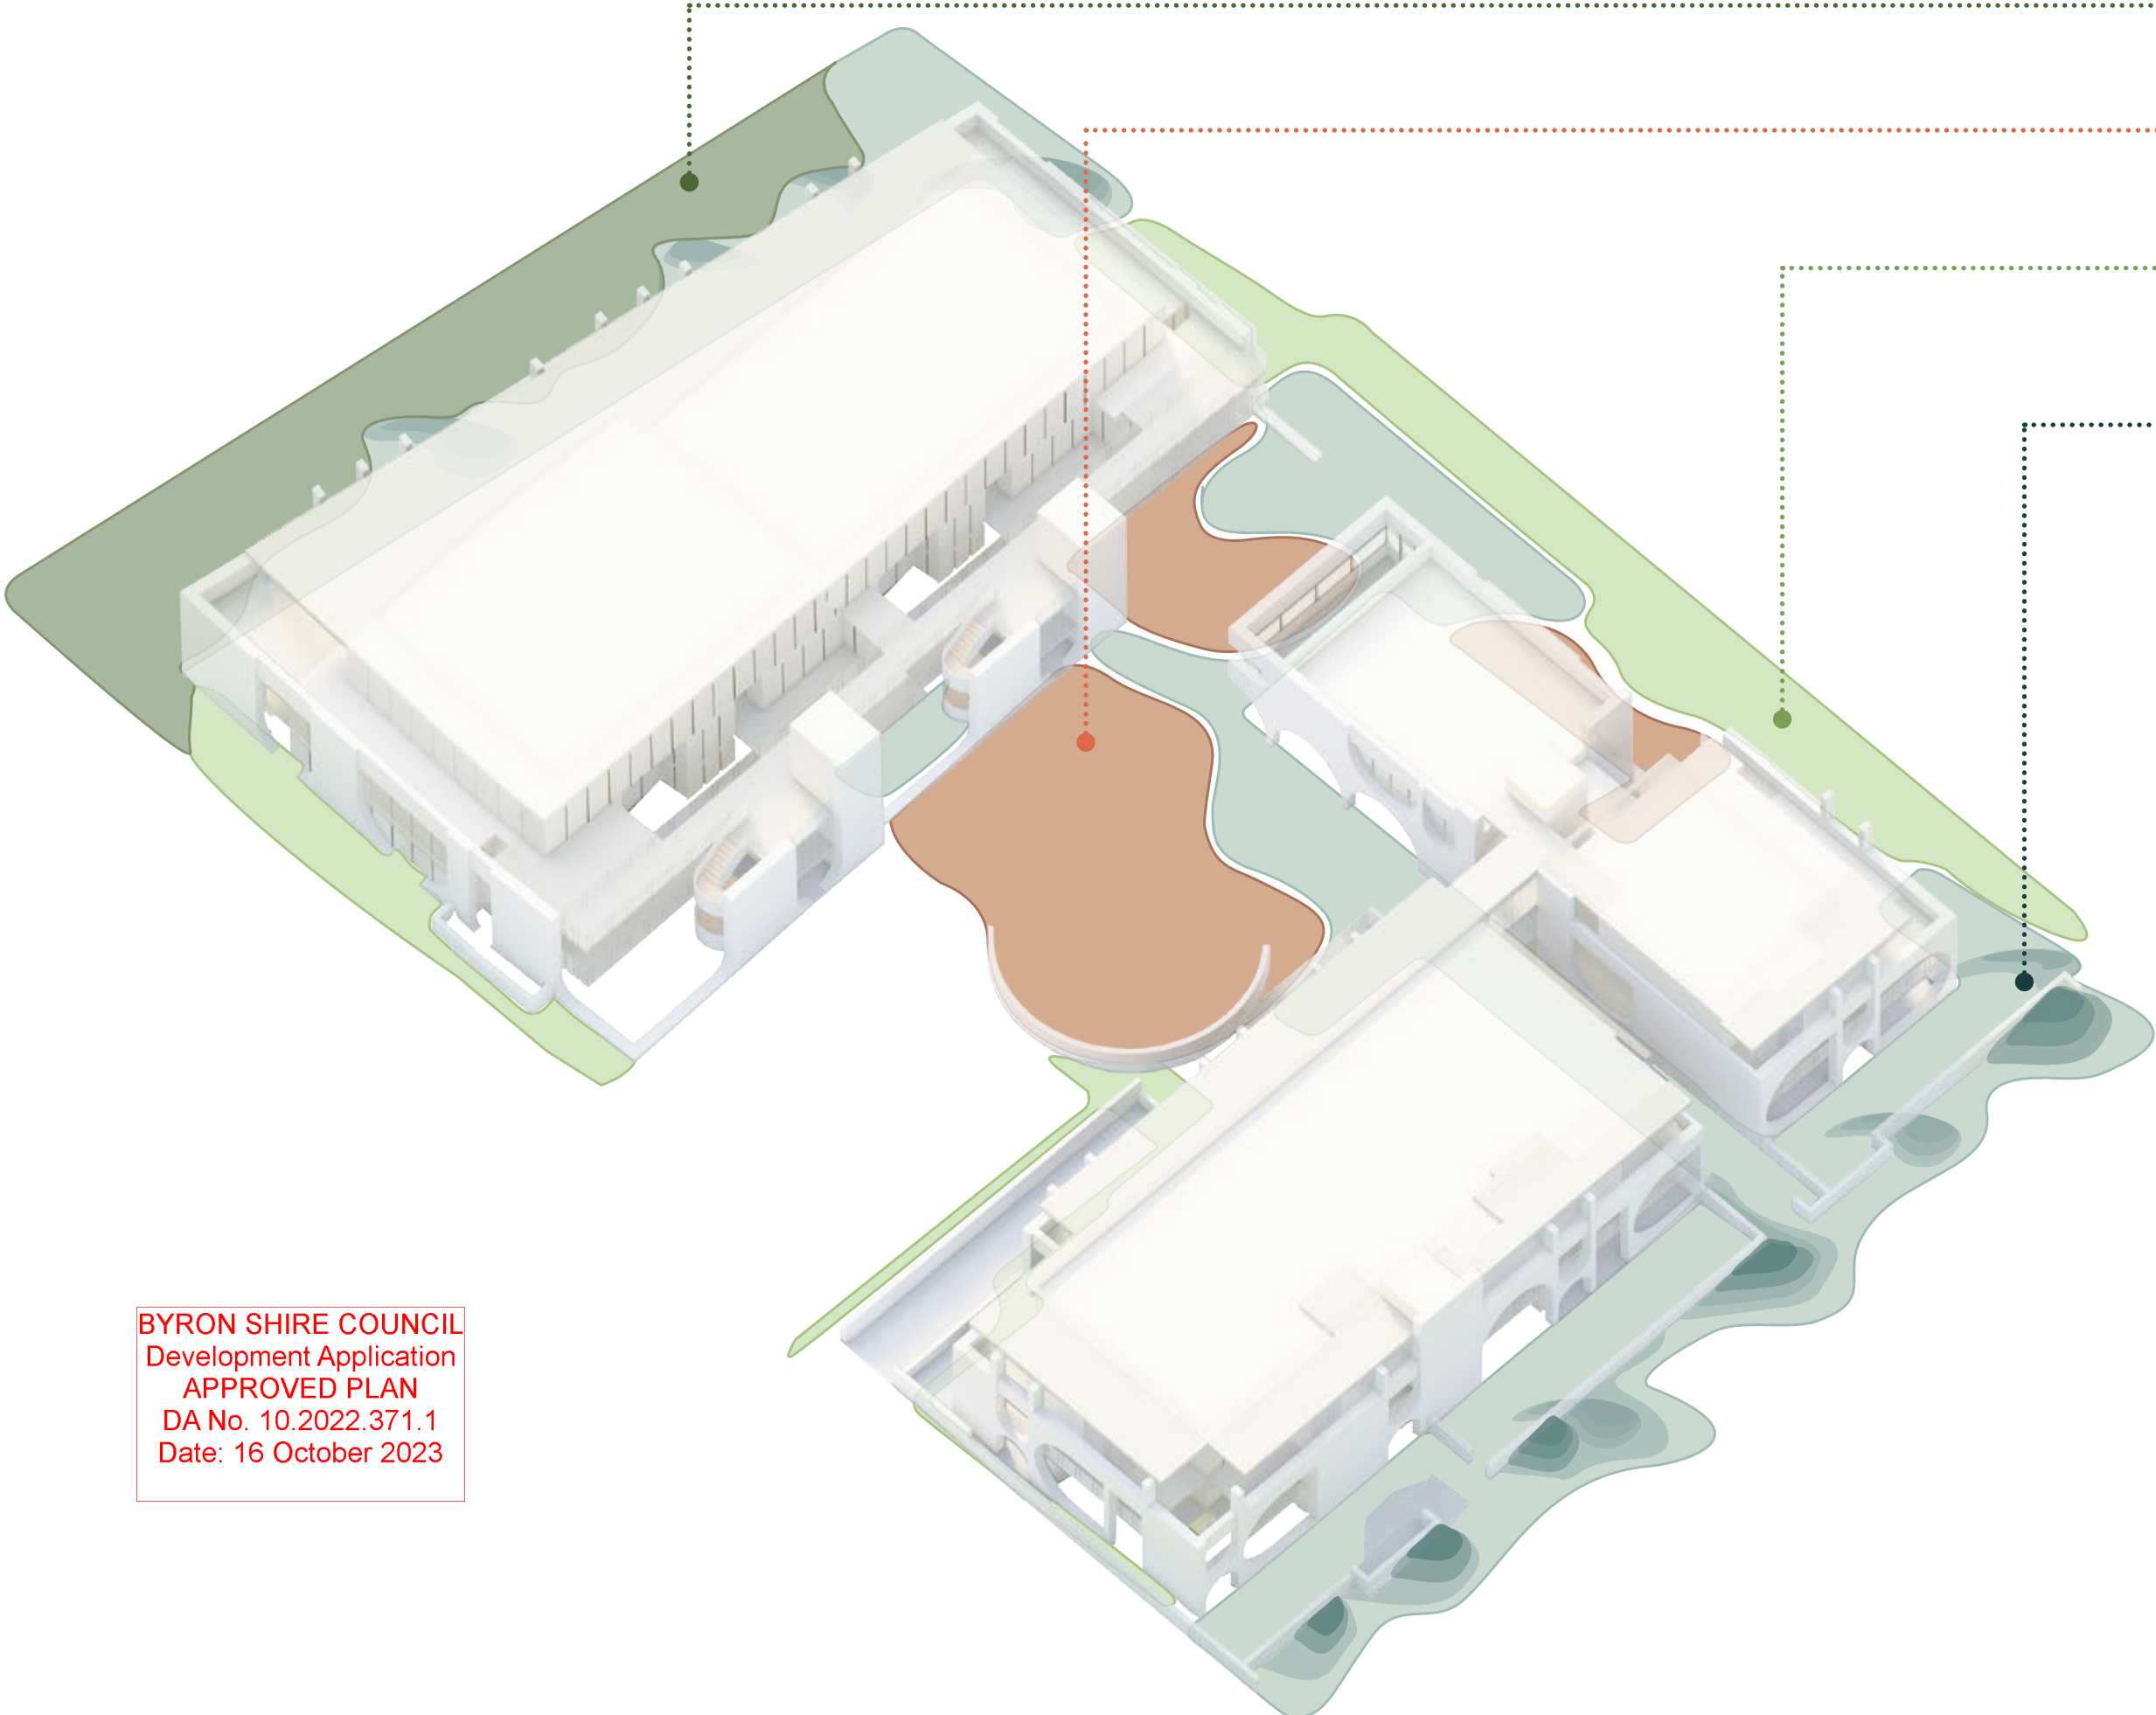 BYRON SHIRE COUNCIL
Development Application
APPROVED PLAN
DA No. 10.2022.371.1
Date: 16 October 2023